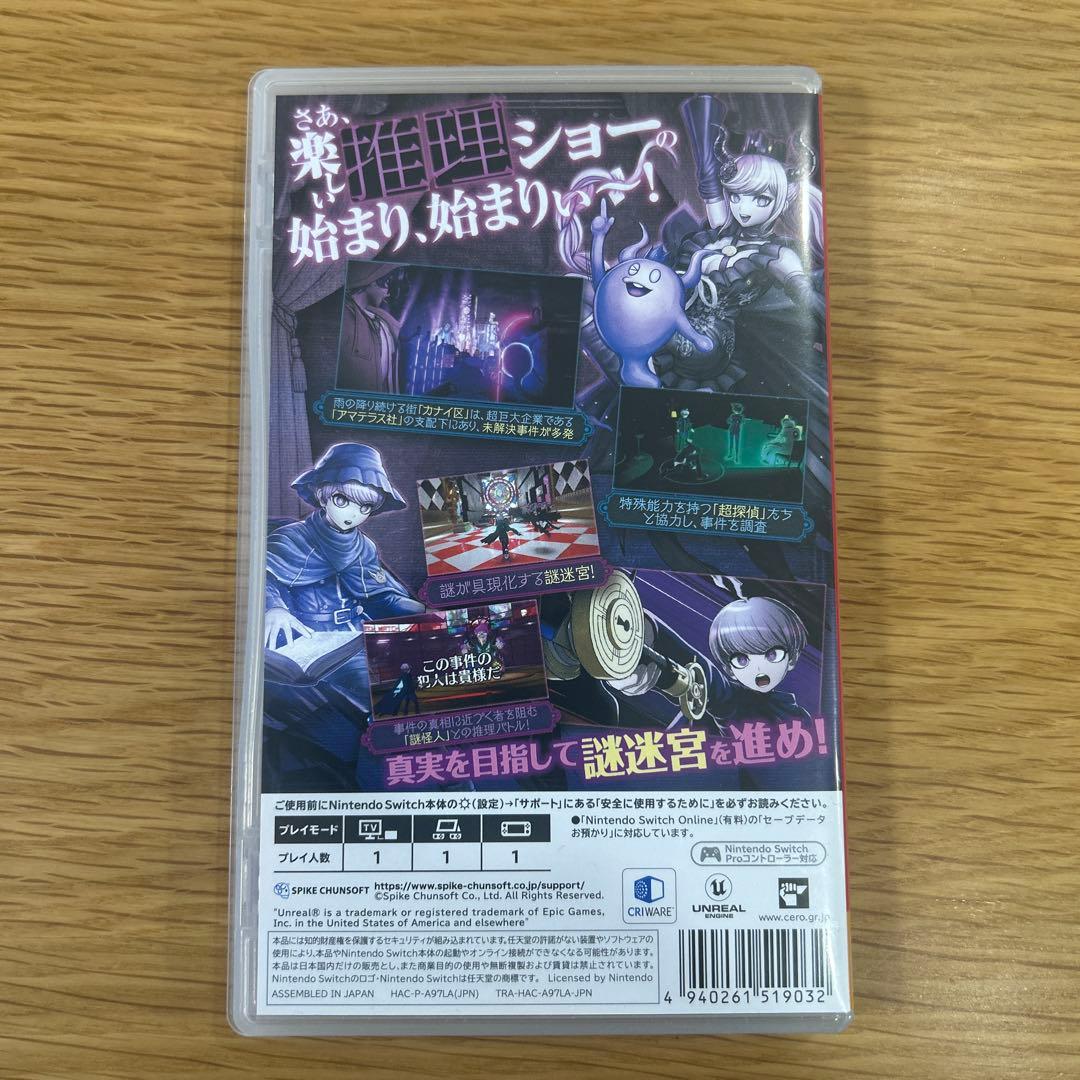 さあ、
楽しい推理ショーの
始まり、始まりぃ〜!
雨の降り続ける街「カナイ区」は、超巨大企業である
「アマテラス社」の支配下にあり、未解決事件が多発
特殊能力を持つ「超探偵」たち
と協力し、事件を調査
謎が具現化する謎迷宮!
この事件の
犯人は貴様だ
事件の真相に近づく者を阻む
「謎怪人」との推理バトル!
真実を目指して謎迷宮を進め!
ご使用前にNintendo Switch本体の(設定)→「サポート」にある「安全に使用するために」を必ずお読みください。
プレイモード TV
プレイ人数 1 1 1
●「Nintendo Switch Online」(有料)の「セーブデータ
お預かり」に対応しています。
Nintendo Switch
Proコントローラー対応
SPIKE CHUNSOFT
https://www.spike-chunsoft.co.jp/support/
©Spike Chunsoft Co., Ltd. All Rights Reserved.
"Unreal® is a trademark or registered trademark of Epic Games,
Inc. in the United States of America and elsewhere"
CRIWARE
UNREAL
ENGINE
www.cero.gr.jp
本品には知的財産権を保護するセキュリティが組み込まれています。任天堂の許諾がない装置やソフトウェアの
使用により、本品やNintendo Switch本体の起動やオンライン接続ができなくなる可能性があります。
本品は日本国内だけの販売とし、また商業目的の使用や無断複製および賃貸は禁止されています。
Nintendo Switchのロゴ・Nintendo Switchは任天堂の商標です。 Licensed by Nintendo
ASSEMBLED IN JAPAN HAC-P-A97LA(JPN) TRA-HAC-A97LA-JPN
4 940261 519032